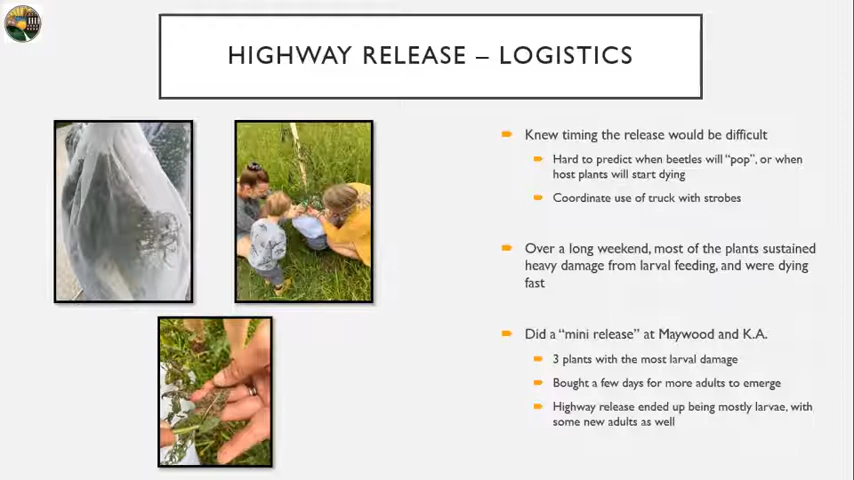 HIGHWAY RELEASE – LOGISTICS
Knew timing the release would be difficult
Hard to predict when beetles will "pop", or when
host plants will start dying
Coordinate use of truck with strobes
Over a long weekend, most of the plants sustained
heavy damage from larval feeding, and were dying
fast
Did a "mini release" at Maywood and K.A.
3 plants with the most larval damage
Bought a few days for more adults to emerge
Highway release ended up being mostly larvae, with
some new adults as well